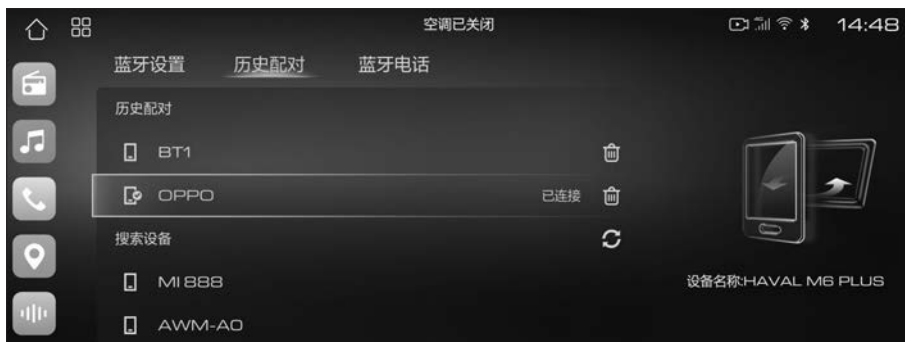 空调已关闭
14:48
蓝牙设置 历史配对 蓝牙电话
历史配对
BT1
OPPO 已连接
搜索设备
MI 888
AWM-AO
设备名称:HAVAL M6 PLUS